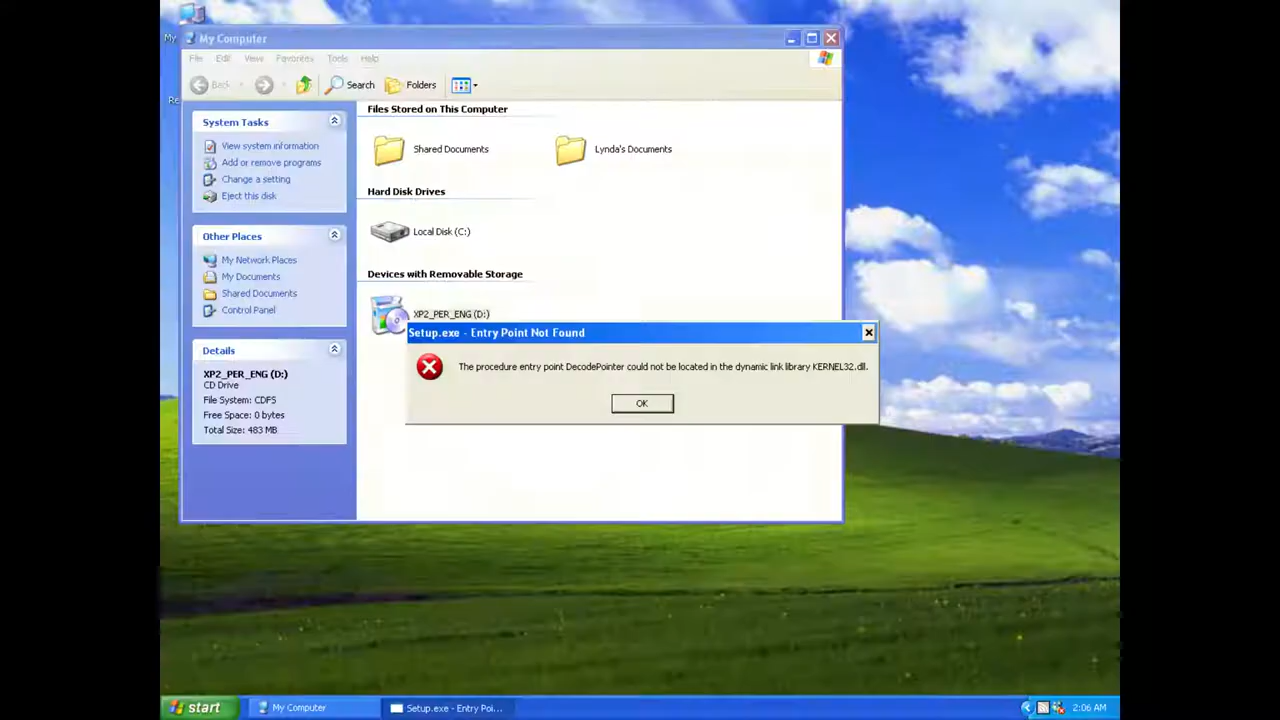 My
My Computer
File Edit View Favorites Tools Help
Back Search Folders
Re
Files Stored on This Computer
System Tasks
View system information
Add or remove programs
Change a setting
Eject this disk
Shared Documents
Lynda's Documents
Hard Disk Drives
Other Places
My Network Places
My Documents
Shared Documents
Control Panel
Local Disk (C:)
Devices with Removable Storage
XP2_PER_ENG (D:)
Details
XP2_PER_ENG (D:)
CD Drive
File System: CDFS
Free Space: 0 bytes
Total Size: 483 MB
Setup.exe - Entry Point Not Found
The procedure entry point DecodePointer could not be located in the dynamic link library KERNEL32.dll.
OK
start My Computer Setup.exe - Entry Poi... 2:06 AM